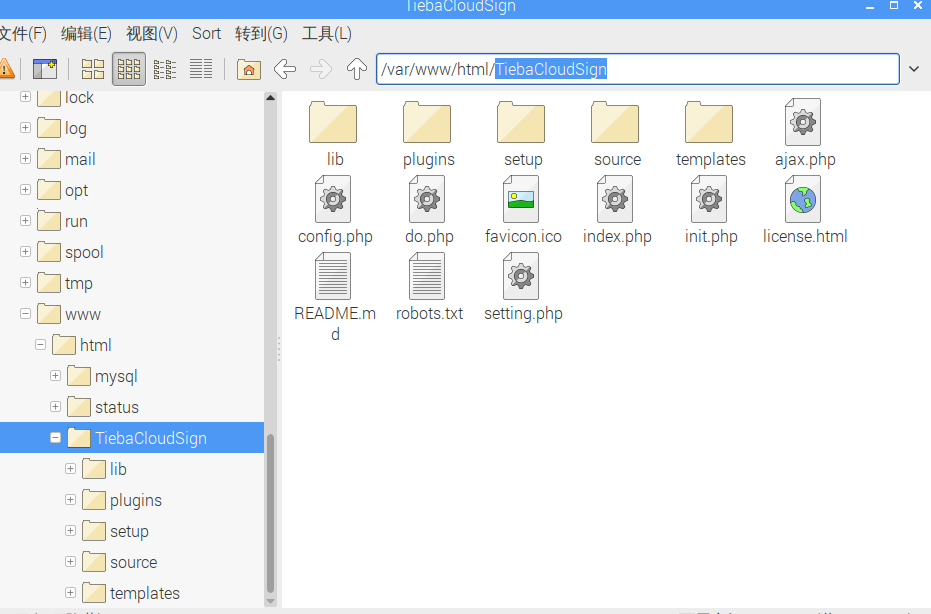 TiebaCloudSign
文件(F) 编辑(E) 视图(V) Sort 转到(G) 工具(L)
/var/www/html/TiebaCloudSign
lock
log
mail
opt
run
spool
tmp
www
html
mysql
status
TiebaCloudSign
lib
plugins
setup
source
templates
lib plugins setup source templates ajax.php
config.php do.php favicon.ico index.php init.php license.html
README.m robots.txt setting.php
d